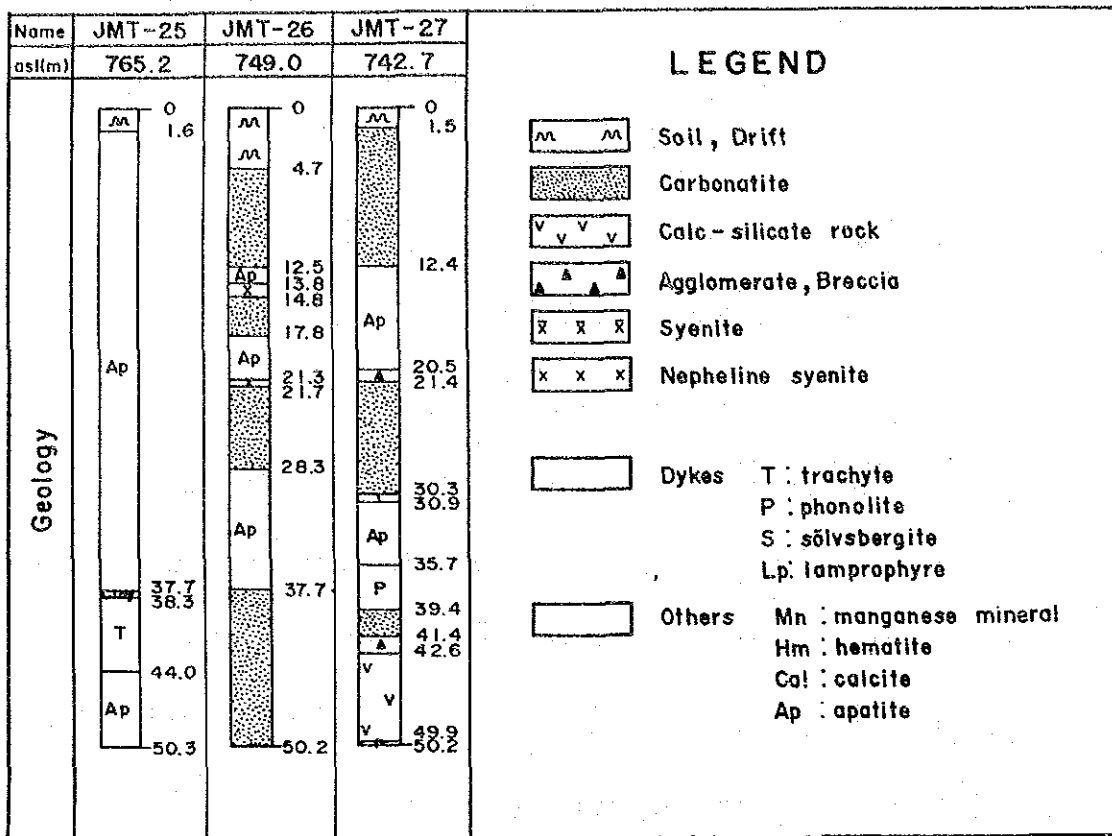 Name JMT-25 JMT-26 JMT-27
asl(m) 765.2 749.0 742.7
Geology
0
1.6
Ap
37.7
38.3
T
44.0
Ap
50.3
0
4.7
12.5
Ap
13.8
x
14.8
17.8
Ap
21.3
x
21.7
28.3
Ap
37.7
50.2
0
1.5
12.4
Ap
20.5
21.4
30.3
30.9
Ap
35.7
P
39.4
41.4
42.6
v
v
v
49.9
50.2
LEGEND
Soil, Drift
Carbonatite
v v v v Calc-silicate rock
Agglomerate, Breccia
x̄ x̄ x̄ Syenite
x x x Nepheline syenite
Dykes T : trachyte
P : phonolite
S : sõlvsbergite
Lp: lamprophyre
Others Mn : manganese mineral
Hm : hematite
Cal : calcite
Ap : apatite